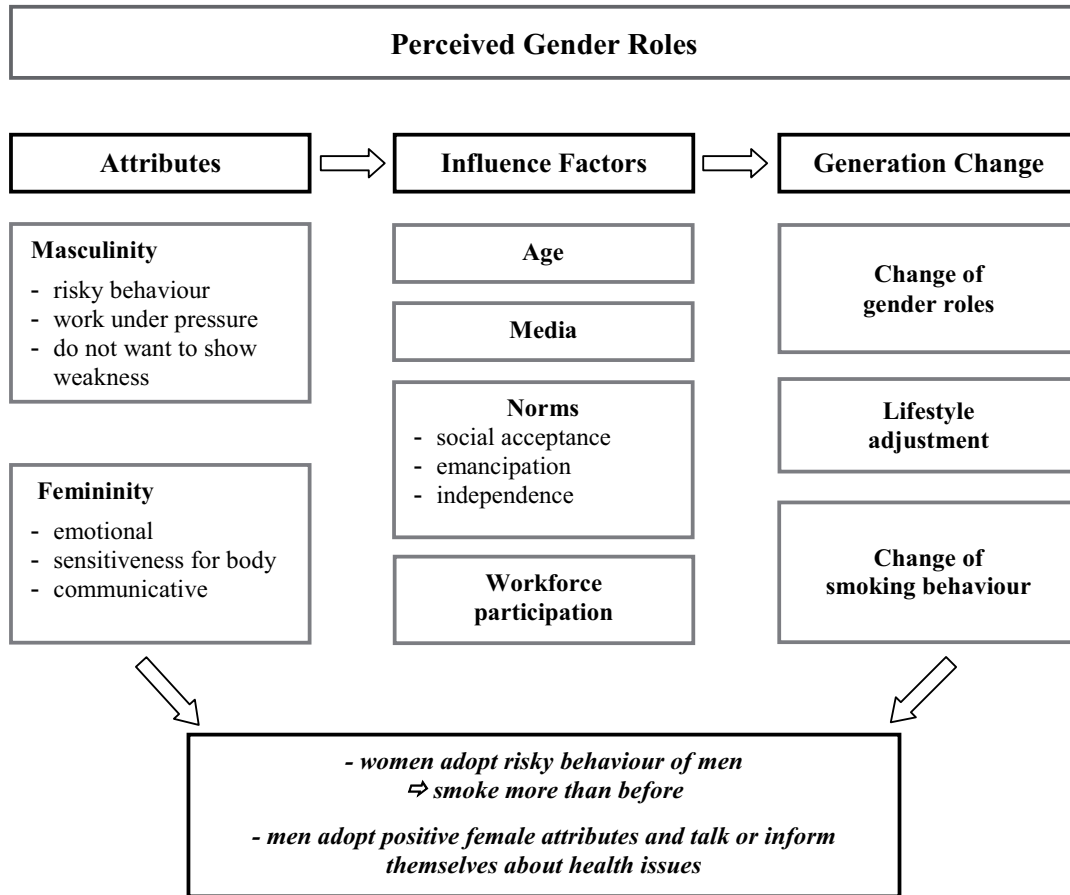 Perceived Gender Roles
Attributes
Influence Factors
Generation Change
Masculinity
- risky behaviour
- work under pressure
- do not want to show
weakness
Femininity
- emotional
- sensitiveness for body
- communicative
Age
Media
Norms
- social acceptance
- emancipation
- independence
Workforce
participation
Change of
gender roles
Lifestyle
adjustment
Change of
smoking behaviour
- women adopt risky behaviour of men
⇨ smoke more than before
- men adopt positive female attributes and talk or inform
themselves about health issues